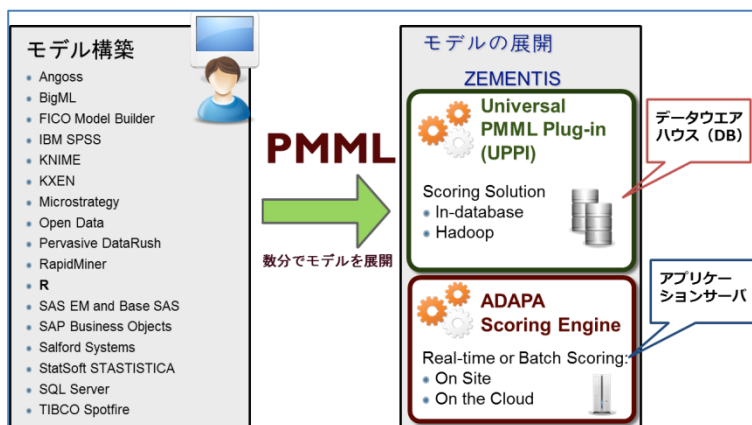 モデル構築
Angoss
BigML
FICO Model Builder
IBM SPSS
KNIME
KXEN
Microstrategy
Open Data
Pervasive DataRush
RapidMiner
R
SAS EM and Base SAS
SAP Business Objects
Salford Systems
StatSoft STASTISTICA
SQL Server
TIBCO Spotfire
PMML
数分でモデルを展開
モデルの展開
ZEMENTIS
Universal
PMML Plug-in
(UPPI)
Scoring Solution
In-database
Hadoop
ADAPA
Scoring Engine
Real-time or Batch Scoring:
On Site
On the Cloud
データウエア
ハウス（DB）
アプリケー
ションサーバ